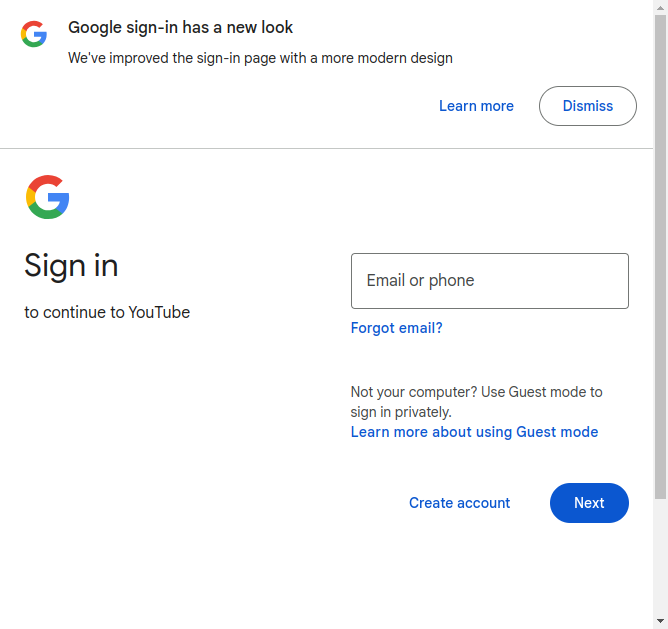 Google sign-in has a new look
We've improved the sign-in page with a more modern design
Learn more
Dismiss
Sign in
to continue to YouTube
Email or phone
Forgot email?
Not your computer? Use Guest mode to
sign in privately.
Learn more about using Guest mode
Create account
Next